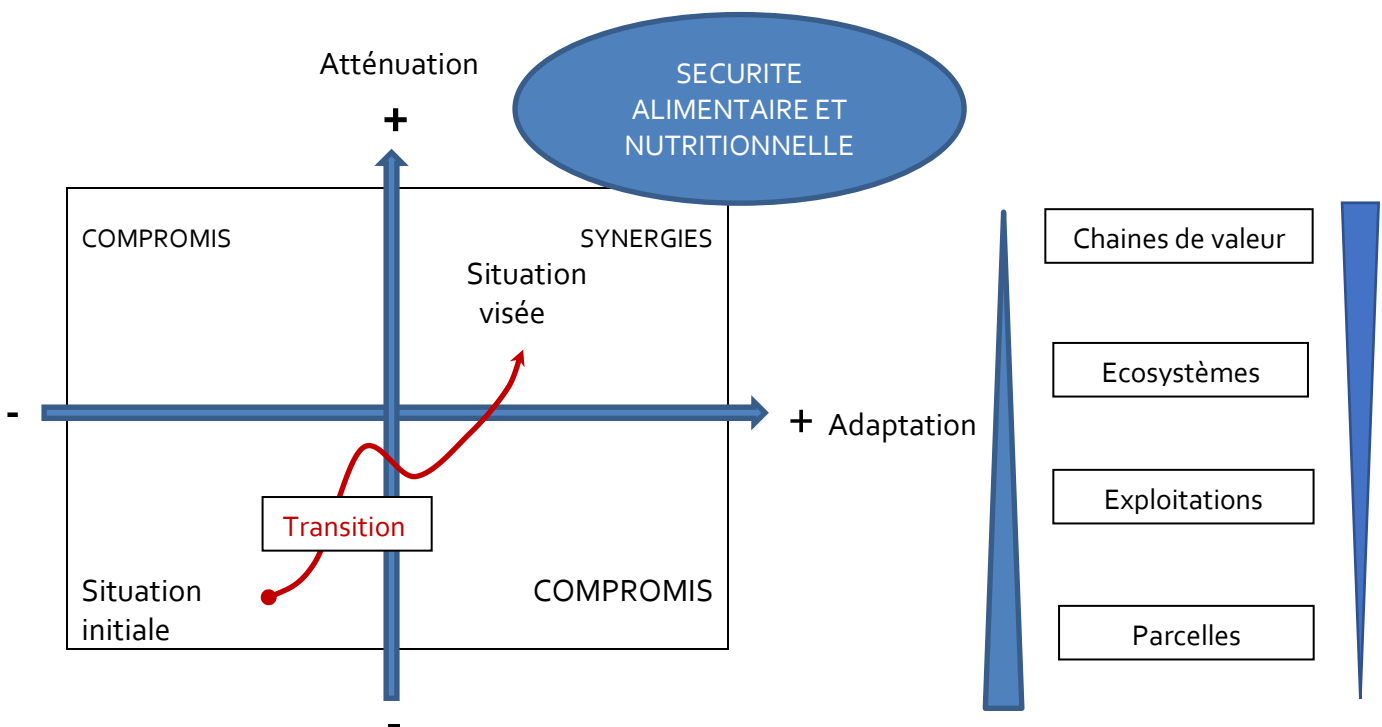 Atténuation
+
SECURITE
ALIMENTAIRE ET
NUTRITIONNELLE
COMPROMIS
SYNERGIES
Situation
visée
-
+ Adaptation
Transition
Situation
initiale
COMPROMIS
-
Chaines de valeur
Ecosystèmes
Exploitations
Parcelles